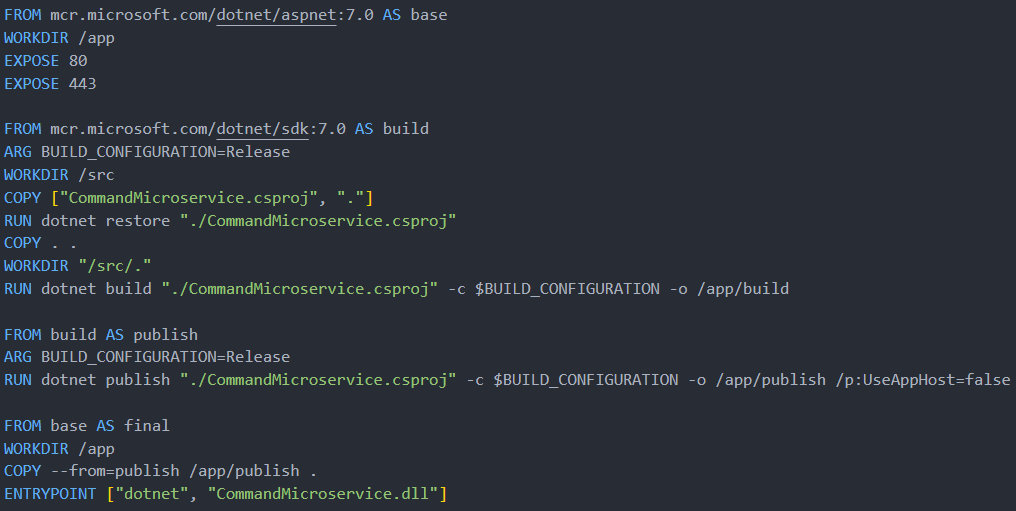 FROM mcr.microsoft.com/dotnet/aspnet:7.0 AS base
WORKDIR /app
EXPOSE 80
EXPOSE 443
FROM mcr.microsoft.com/dotnet/sdk:7.0 AS build
ARG BUILD_CONFIGURATION=Release
WORKDIR /src
COPY ["CommandMicroservice.csproj", "."]
RUN dotnet restore "./CommandMicroservice.csproj"
COPY . .
WORKDIR "/src/."
RUN dotnet build "./CommandMicroservice.csproj" -c $BUILD_CONFIGURATION -o /app/build
FROM build AS publish
ARG BUILD_CONFIGURATION=Release
RUN dotnet publish "./CommandMicroservice.csproj" -c $BUILD_CONFIGURATION -o /app/publish /p:UseAppHost=false
FROM base AS final
WORKDIR /app
COPY --from=publish /app/publish .
ENTRYPOINT ["dotnet", "CommandMicroservice.dll"]